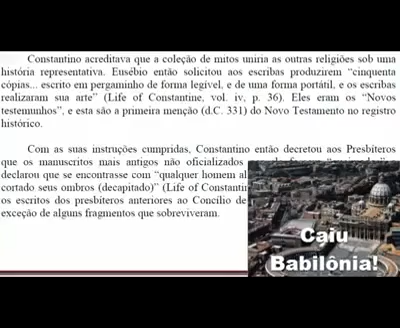 Constantino acreditava que a coleção de mitos uniria as outras religiões sob uma
história representativa. Eusébio então solicitou aos escribas produzirem “cinquenta
cópias... escrito em pergaminho de forma legível, e de uma forma portátil, e os escribas
realizaram sua arte” (Life of Constantine, vol. iv, p. 36). Eles eram os “Novos
testemunhos”, e esta são a primeira menção (d.C. 331) do Novo Testamento no registro
histórico.
Com as suas instruções cumpridas, Constantino então decretou aos Presbíteros
que os manuscritos mais antigos não oficializados
declarou que se encontrasse com “qualquer homem al
cortado seus ombros (decapitado)” (Life of Constantin
os escritos dos presbíteros anteriores ao Concílio de
exceção de alguns fragmentos que sobreviveram.
Caiu
Babilônia!